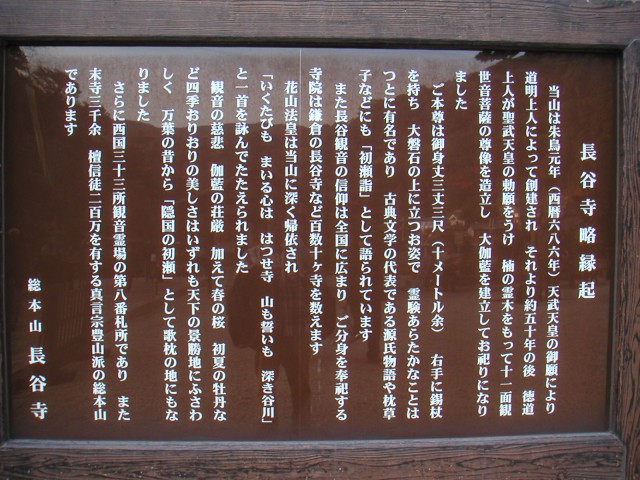 長谷寺略縁起
当山は朱鳥元年（西暦六八六年）天武天皇の御願により
道明上人によって創建され　それより約五十年の後　徳道
上人が聖武天皇の勅願をうけ　楠の霊木をもって十一面観
世音菩薩の尊像を造立し　大伽藍を建立してお祀りになり
ました
ご本尊は御身丈三丈三尺（十メートル余）　右手に錫杖
を持ち　大磐石の上に立つお姿で　霊験あらたかなことは
つとに有名であり　古典文学の代表である源氏物語や枕草
子などにも「初瀬詣」として語られています
また長谷観音の信仰は全国に広まり　ご分身を奉祀する
寺院は鎌倉の長谷寺など百数十ヶ寺を数えます
花山法皇は当山に深く帰依され
「いくたびも　まいる心は　はつせ寺　山も誓いも　深き谷川」
と一首を詠んでたたえられました
観音の慈悲　伽藍の荘厳　加えて春の桜　初夏の牡丹な
ど四季おりおりの美しさはいずれも天下の景勝地にふさわ
しく　万葉の昔から「隠国の初瀬」として歌枕の地にもな
りました
さらに西国三十三所観音霊場の第八番札所であり　また
末寺三千余　檀信徒二百万を有する真言宗豊山派の総本山
であります
総本山　長谷寺